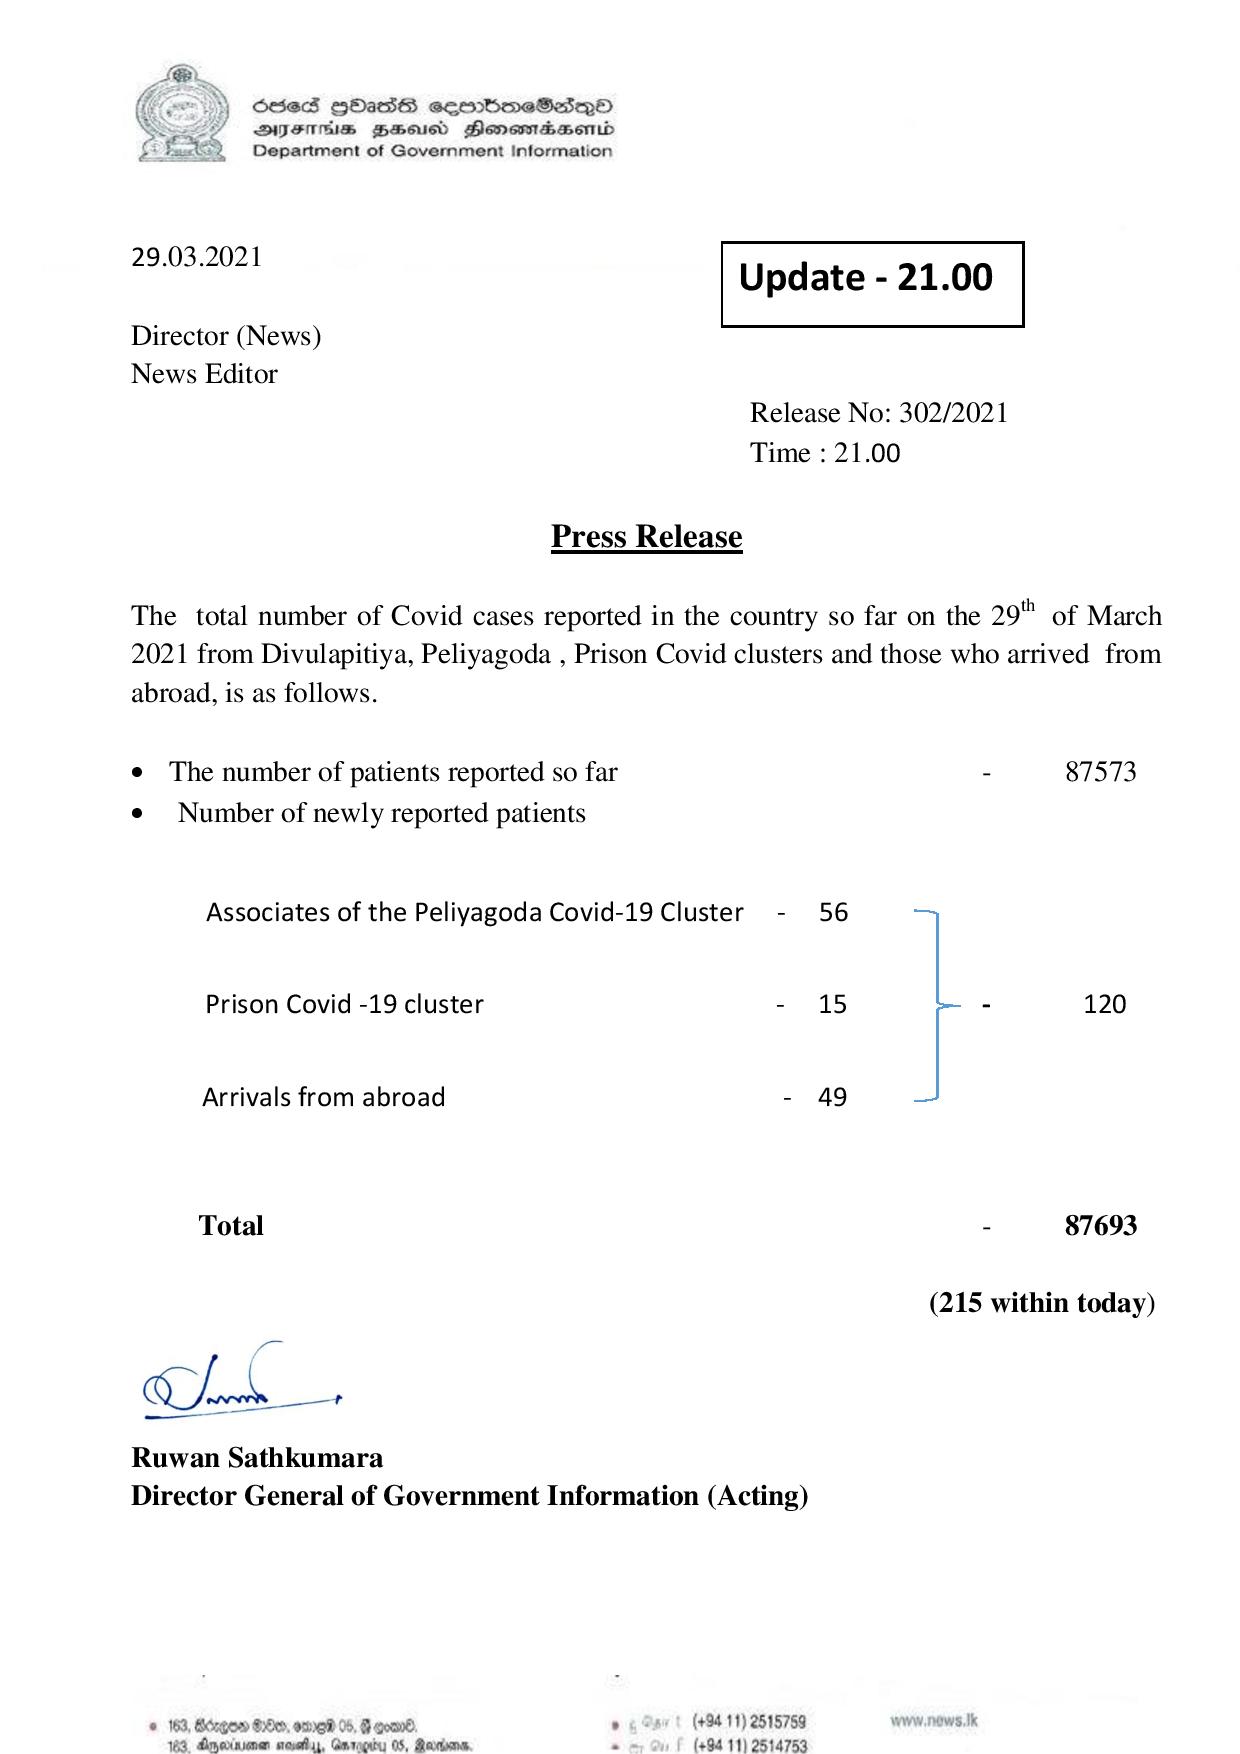 රජයේ ප්‍රවෘත්ති දෙපාර්තමේන්තුව
அரசாங்க தகவல் திணைக்களம்
Department of Government Information
29.03.2021
Update - 21.00
Director (News)
News Editor
Release No: 302/2021
Time : 21.00
Press Release
The total number of Covid cases reported in the country so far on the 29th of March
2021 from Divulapitiya, Peliyagoda , Prison Covid clusters and those who arrived from
abroad, is as follows.
• The number of patients reported so far - 87573
• Number of newly reported patients
Associates of the Peliyagoda Covid-19 Cluster - 56
Prison Covid -19 cluster - 15 - 120
Arrivals from abroad - 49
Total - 87693
(215 within today)
Ruwan Sathkumara
Director General of Government Information (Acting)
163, කිරුලපන මාවත, කොළඹ 05, ශ්‍රී ලංකාව.
(+94 11) 2515759
www.news.lk
163, கிருலப்பனை எவனியூ, கொழும்பு 05, இலங்கை.
(+94 11) 2514753